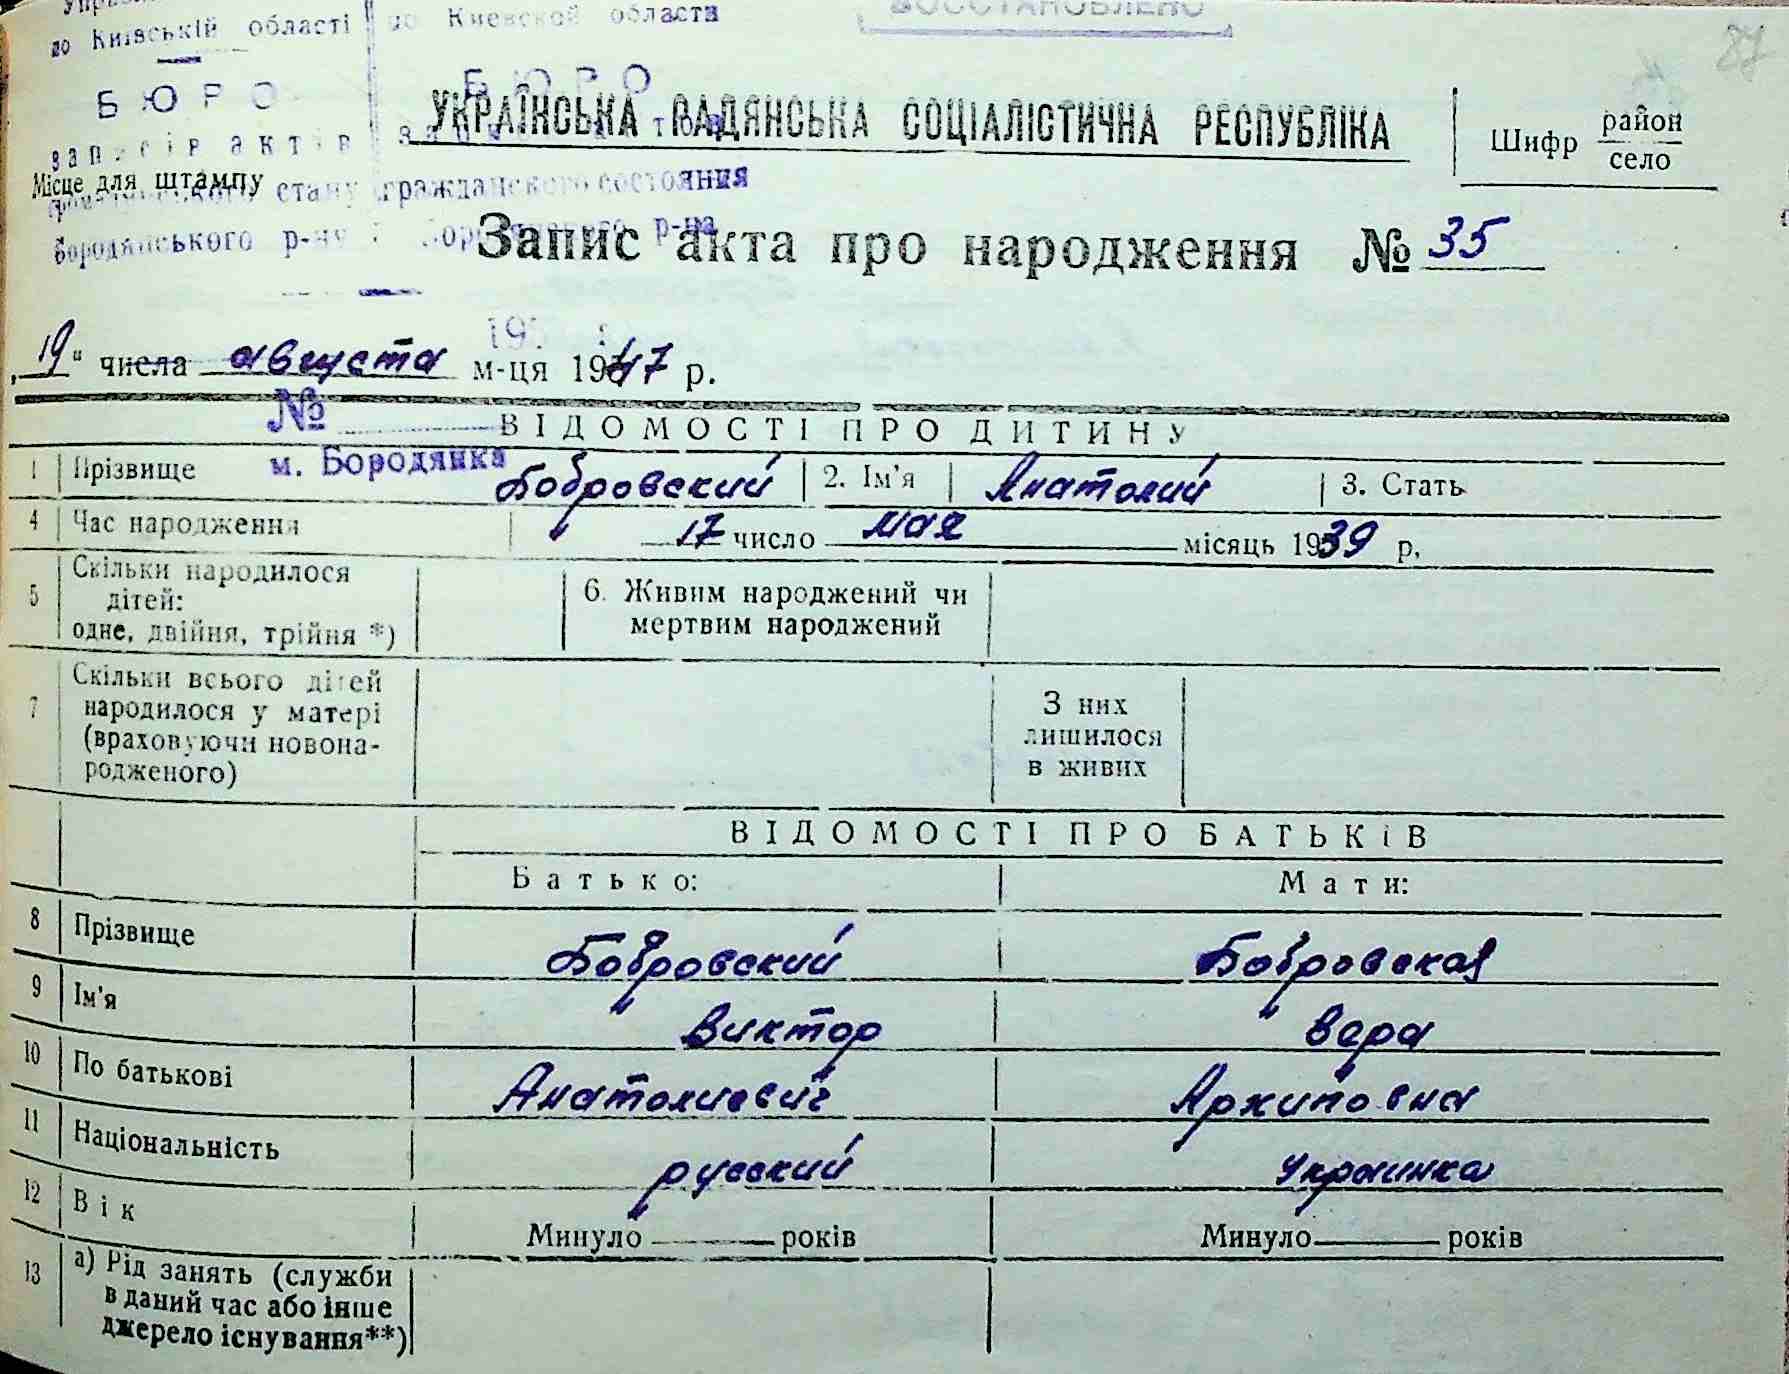 по Київській області по Киевской области
ВОССТАНОВЛЕНО
87
БЮРО БЮРО
записів актів
УКРАЇНСЬКА РАДЯНСЬКА СОЦІАЛІСТИЧНА РЕСПУБЛІКА
Шифр район село
Місце для штампу
громадянського стану гражданского состояния
Бородянського р-ну Бородянского р-на
Запис акта про народження № 35
„19“ числа августа м-ця 1947 р.
№
ВІДОМОСТІ ПРО ДИТИНУ
м. Бородянка
1 Прізвище Бобровский 2. Ім'я Анатолий 3. Стать
4 Час народження 17 число мая місяць 1939 р.
5 Скільки народилося
дітей:
одне, двійня, трійня *)
6. Живим народжений чи
мертвим народжений
7 Скільки всього дітей
народилося у матері
(враховуючи новона-
родженого)
З них
лишилося
в живих
ВІДОМОСТІ ПРО БАТЬКІВ
Батько: Мати:
8 Прізвище Бобровский Бобровская
9 Ім'я Виктор Вера
10 По батькові Анатолиевич Архиповна
11 Національність русский Украинка
12 Вік Минуло років Минуло років
13 а) Рід занять (служби
в даний час або інше
джерело існування**)